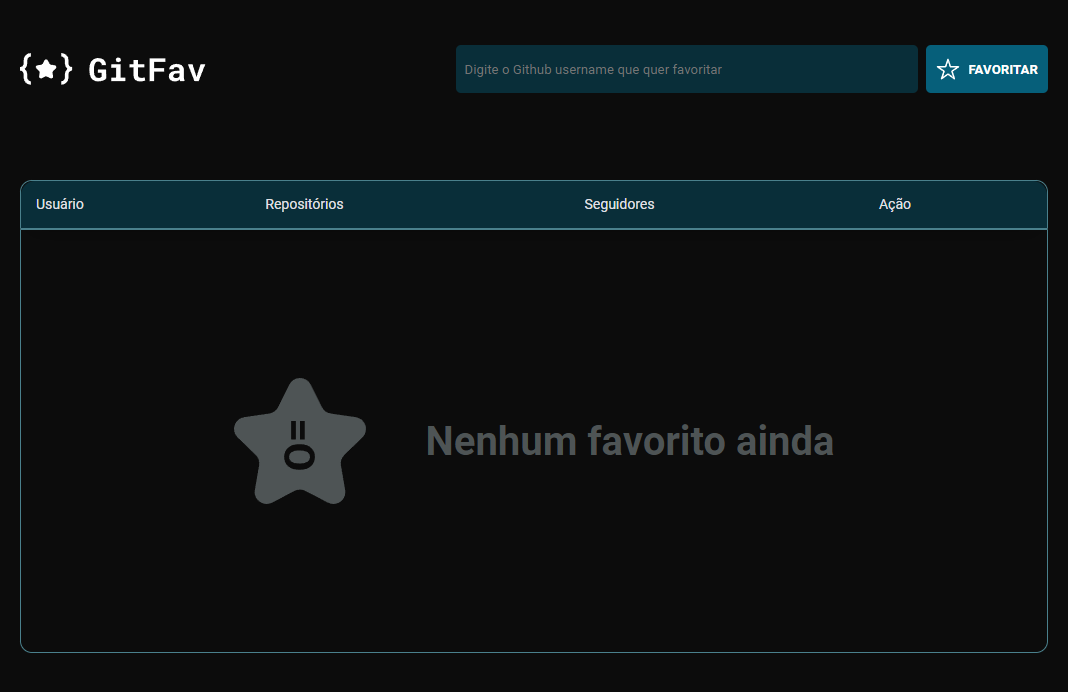 {★} GitFav
Digite o Github username que quer favoritar
FAVORITAR
Usuário Repositórios Seguidores Ação
Nenhum favorito ainda